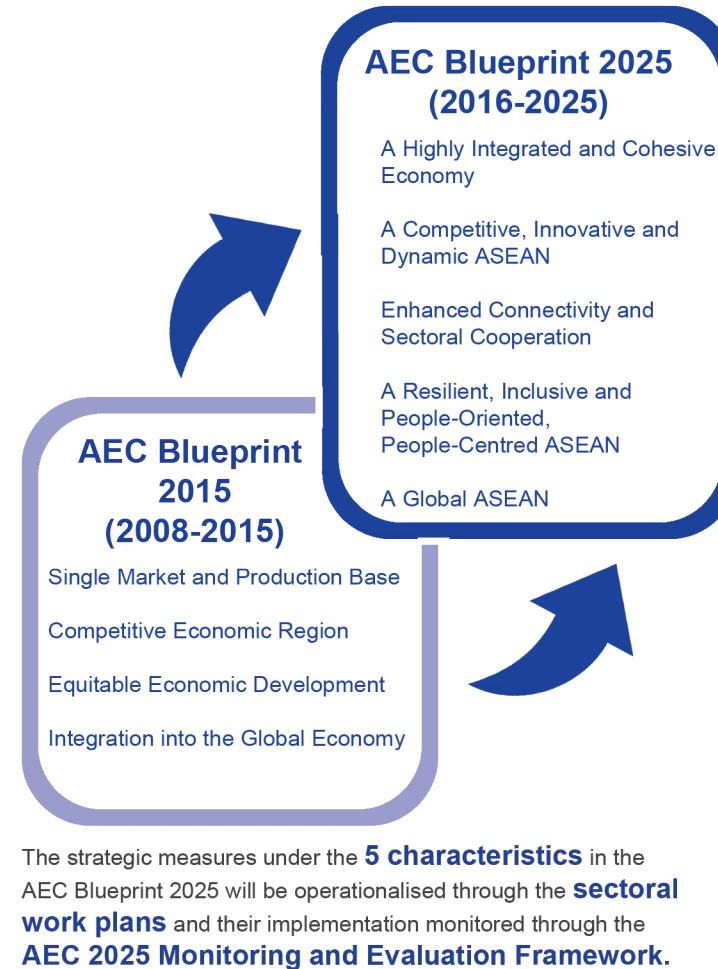 AEC Blueprint 2025
(2016-2025)
A Highly Integrated and Cohesive
Economy
A Competitive, Innovative and
Dynamic ASEAN
Enhanced Connectivity and
Sectoral Cooperation
A Resilient, Inclusive and
People-Oriented,
People-Centred ASEAN
A Global ASEAN
AEC Blueprint
2015
(2008-2015)
Single Market and Production Base
Competitive Economic Region
Equitable Economic Development
Integration into the Global Economy
The strategic measures under the 5 characteristics in the
AEC Blueprint 2025 will be operationalised through the sectoral
work plans and their implementation monitored through the
AEC 2025 Monitoring and Evaluation Framework.